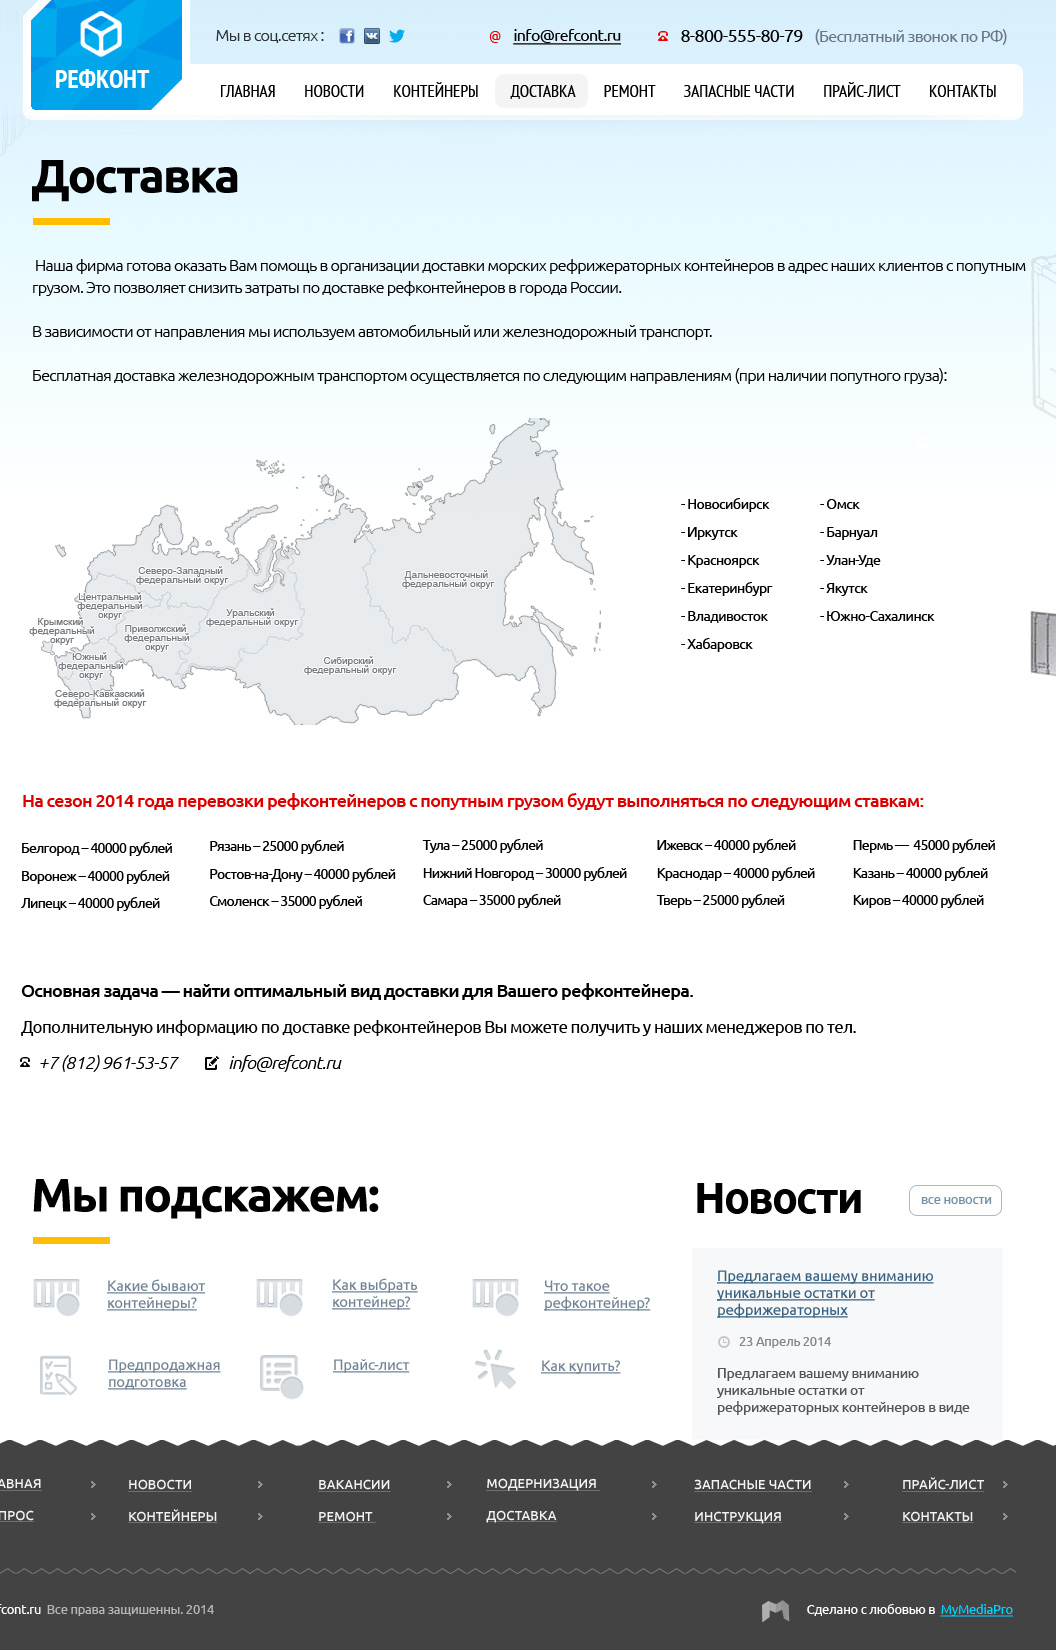 РЕФКОНТ
Мы в соц.сетях :
info@refcont.ru
8-800-555-80-79 (Бесплатный звонок по РФ)
ГЛАВНАЯ НОВОСТИ КОНТЕЙНЕРЫ ДОСТАВКА РЕМОНТ ЗАПАСНЫЕ ЧАСТИ ПРАЙС-ЛИСТ КОНТАКТЫ
Доставка
Наша фирма готова оказать Вам помощь в организации доставки морских рефрижераторных контейнеров в адрес наших клиентов с попутным
грузом. Это позволяет снизить затраты по доставке рефконтейнеров в города России.
В зависимости от направления мы используем автомобильный или железнодорожный транспорт.
Бесплатная доставка железнодорожным транспортом осуществляется по следующим направлениям (при наличии попутного груза):
Северо-Западный
федеральный округ
Центральный
федеральный
округ
Крымский
федеральный
округ
Приволжский
федеральный
округ
Уральский
федеральный округ
Южный
федеральный
округ
Северо-Кавказский
федеральный округ
Сибирский
федеральный округ
Дальневосточный
федеральный округ
- Новосибирск
- Иркутск
- Красноярск
- Екатеринбург
- Владивосток
- Хабаровск
- Омск
- Барнуал
- Улан-Уде
- Якутск
- Южно-Сахалинск
На сезон 2014 года перевозки рефконтейнеров с попутным грузом будут выполняться по следующим ставкам:
Белгород – 40000 рублей
Воронеж – 40000 рублей
Липецк – 40000 рублей
Рязань – 25000 рублей
Ростов-на-Дону – 40000 рублей
Смоленск – 35000 рублей
Тула – 25000 рублей
Нижний Новгород – 30000 рублей
Самара – 35000 рублей
Ижевск – 40000 рублей
Краснодар – 40000 рублей
Тверь – 25000 рублей
Пермь — 45000 рублей
Казань – 40000 рублей
Киров – 40000 рублей
Основная задача — найти оптимальный вид доставки для Вашего рефконтейнера.
Дополнительную информацию по доставке рефконтейнеров Вы можете получить у наших менеджеров по тел.
+7 (812) 961-53-57 info@refcont.ru
Мы подскажем:
Какие бывают
контейнеры?
Как выбрать
контейнер?
Что такое
рефконтейнер?
Предпродажная
подготовка
Прайс-лист
Как купить?
Новости
все новости
Предлагаем вашему вниманию
уникальные остатки от
рефрижераторных
23 Апрель 2014
Предлагаем вашему вниманию
уникальные остатки от
рефрижераторных контейнеров в виде
АВНАЯ НОВОСТИ ВАКАНСИИ МОДЕРНИЗАЦИЯ ЗАПАСНЫЕ ЧАСТИ ПРАЙС-ЛИСТ
ПРОС КОНТЕЙНЕРЫ РЕМОНТ ДОСТАВКА ИНСТРУКЦИЯ КОНТАКТЫ
fcont.ru Все права защишенны. 2014
Сделано с любовью в MyMediaPro